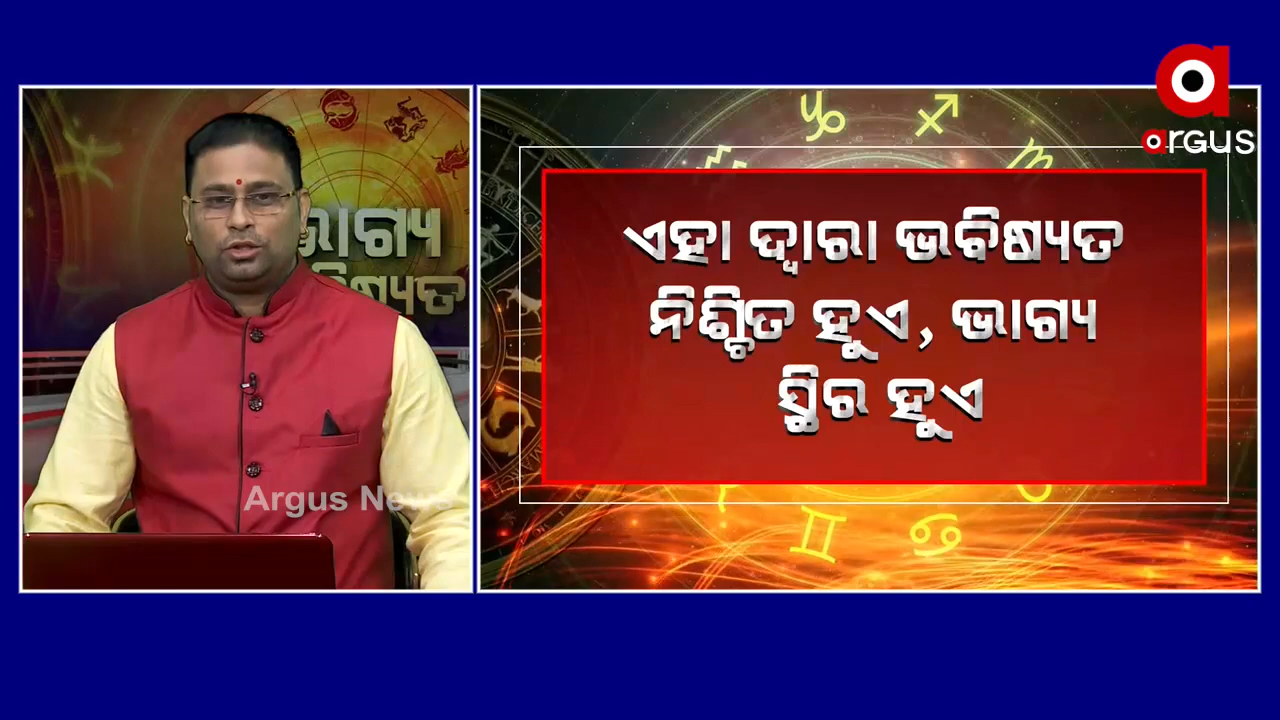 argus
ଭାଗ୍ୟ
ଏହା ଦ୍ୱାରା ଭବିଷ୍ୟତ
ନିଶ୍ଚିତ ହୁଏ, ଭାଗ୍ୟ
ସ୍ଥିର ହୁଏ
Argus News